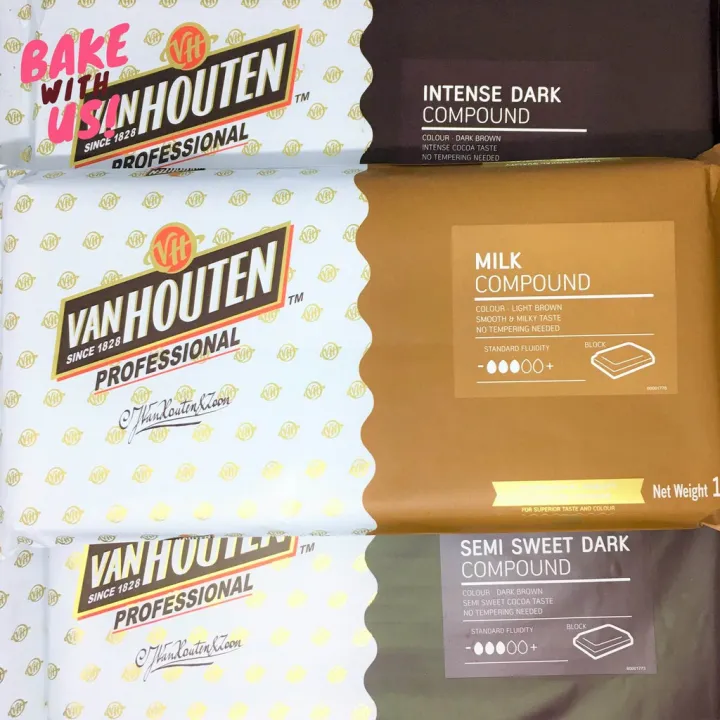 BAKE
WITH
US!
VH
VAN HOUTEN TM
SINCE 1828
PROFESSIONAL
INTENSE DARK
COMPOUND
COLOUR - DARK BROWN
INTENSE COCOA TASTE
NO TEMPERING NEEDED
VH
VAN HOUTEN TM
SINCE 1828
PROFESSIONAL
CJVanHouten&Zoon
MILK
COMPOUND
COLOUR - LIGHT BROWN
SMOOTH & MILKY TASTE
NO TEMPERING NEEDED
STANDARD FLUIDITY
- +
BLOCK
FOR SUPERIOR TASTE AND COLOUR
Net Weight 1
VAN HOUTEN TM
SINCE 1828
PROFESSIONAL
CJVanHouten&Zoon
SEMI SWEET DARK
COMPOUND
COLOUR - DARK BROWN
SEMI SWEET COCOA TASTE
NO TEMPERING NEEDED
STANDARD FLUIDITY
- +
BLOCK